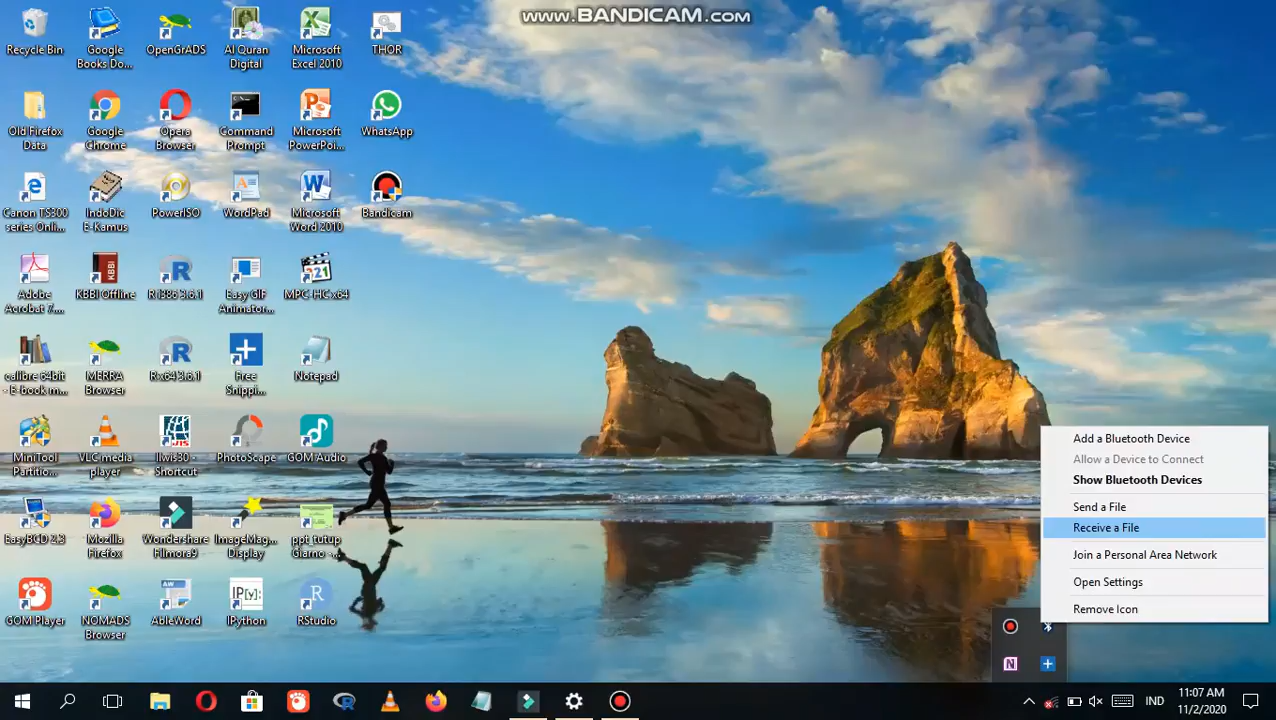 www.BANDICAM.com
Recycle Bin
Google
Books Do...
OpenGrADS
Al Quran
Digital
Microsoft
Excel 2010
THOR
Old Firefox
Data
Google
Chrome
Opera
Browser
Command
Prompt
Microsoft
PowerPoi...
WhatsApp
Canon TS300
series Onli...
IndoDic
E-Kamus
PowerISO
WordPad
Microsoft
Word 2010
Bandicam
Adobe
Acrobat 7....
KBBI Offline
R i386 3.6.1
Easy GIF
Animator...
MPC-HC x64
calibre 64bit
- E-book m...
MERRA
Browser
R x64 3.6.1
Free
Shippi...
Notepad
MiniTool
Partitio...
VLC media
player
Ilwis30 -
Shortcut
PhotoScape
GOM Audio
EasyBCD 2.3
Mozilla
Firefox
Wondershare
Filmora9
ImageMag...
Display
ppt_tutup
Giarno -...
GOM Player
NOMADS
Browser
AbleWord
IP[y]:
IPython
RStudio
Add a Bluetooth Device
Allow a Device to Connect
Show Bluetooth Devices
Send a File
Receive a File
Join a Personal Area Network
Open Settings
Remove Icon
IND
11:07 AM
11/2/2020